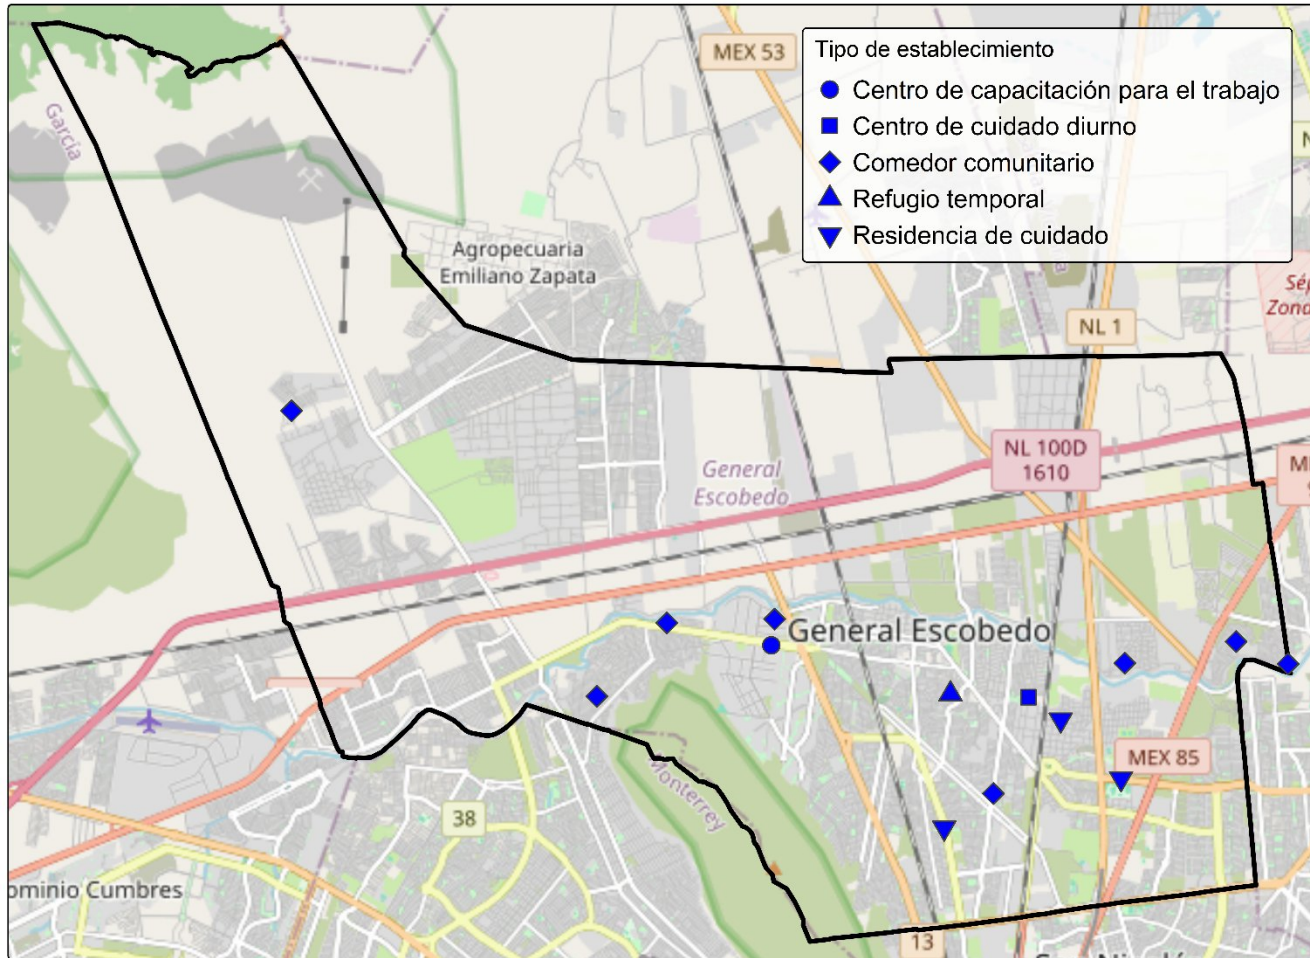 MEX 53
Tipo de establecimiento
Centro de capacitación para el trabajo
Centro de cuidado diurno
Comedor comunitario
Refugio temporal
Residencia de cuidado
García
Agropecuaria
Emiliano Zapata
NL 1
NL 100D
1610
General
Escobedo
General Escobedo
Monterrey
MEX 85
38
ominio Cumbres
13